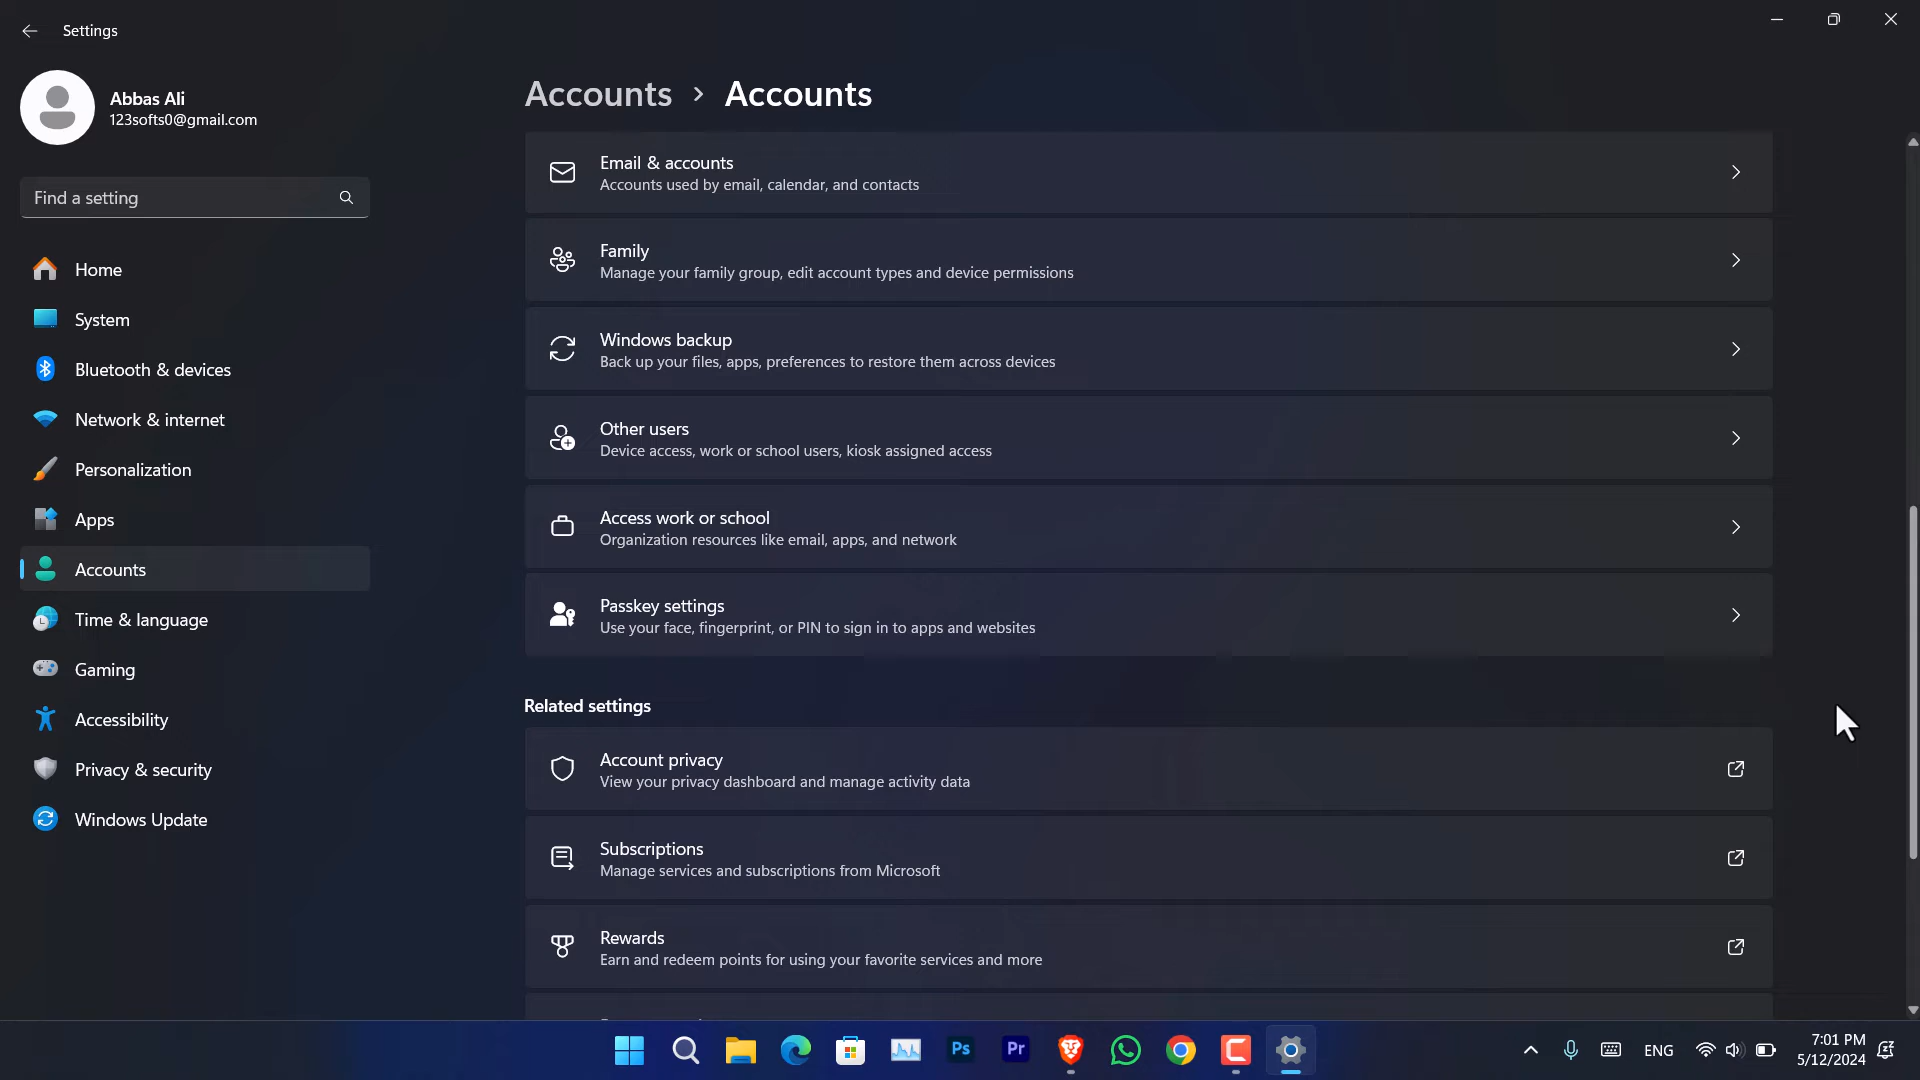 Settings
Abbas Ali
123softs0@gmail.com
Find a setting
Home
System
Bluetooth & devices
Network & internet
Personalization
Apps
Accounts
Time & language
Gaming
Accessibility
Privacy & security
Windows Update
Accounts > Accounts
Email & accounts
Accounts used by email, calendar, and contacts
Family
Manage your family group, edit account types and device permissions
Windows backup
Back up your files, apps, preferences to restore them across devices
Other users
Device access, work or school users, kiosk assigned access
Access work or school
Organization resources like email, apps, and network
Passkey settings
Use your face, fingerprint, or PIN to sign in to apps and websites
Related settings
Account privacy
View your privacy dashboard and manage activity data
Subscriptions
Manage services and subscriptions from Microsoft
Rewards
Earn and redeem points for using your favorite services and more
Ps
Pr
ENG
7:01 PM
5/12/2024